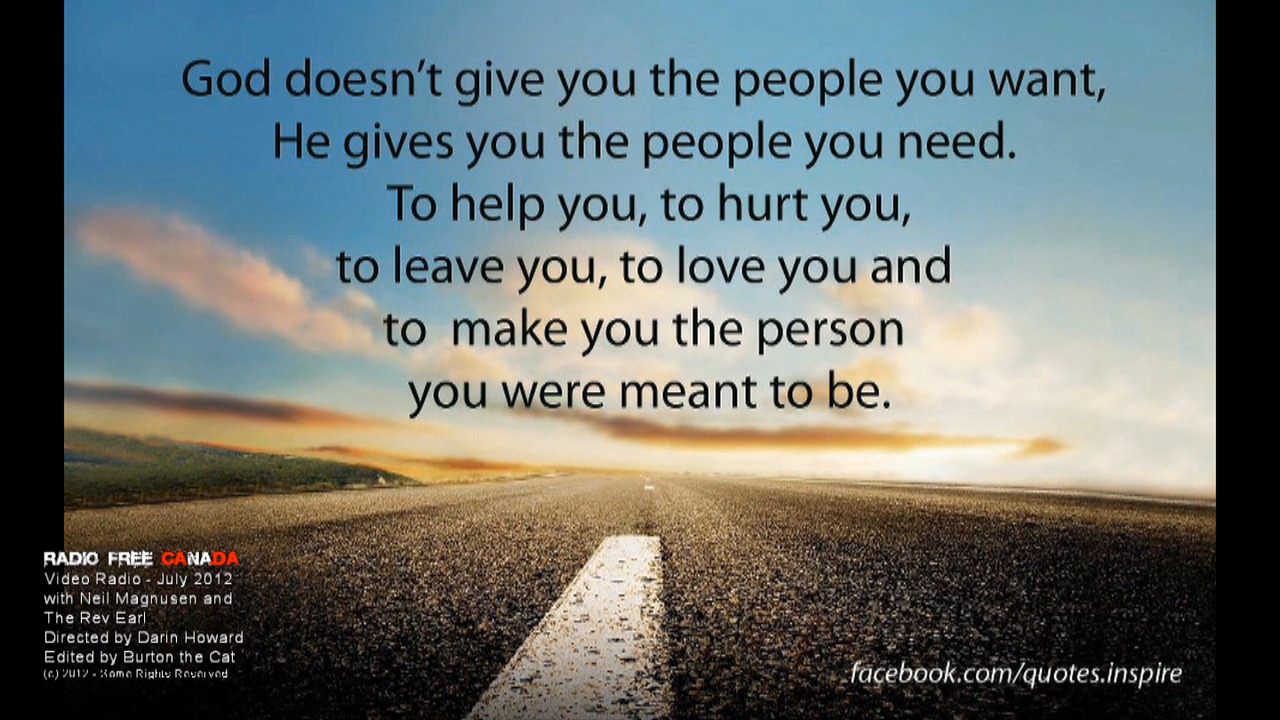 God doesn’t give you the people you want,
He gives you the people you need.
To help you, to hurt you,
to leave you, to love you and
to  make you the person
you were meant to be.
RADIO FREE CANADA
Video Radio - July 2012
with Neil Magnusen and
The Rev Earl
Directed by Darin Howard
Edited by Burton the Cat
(c) 2012 - Some Rights Reserved
facebook.com/quotes.inspire